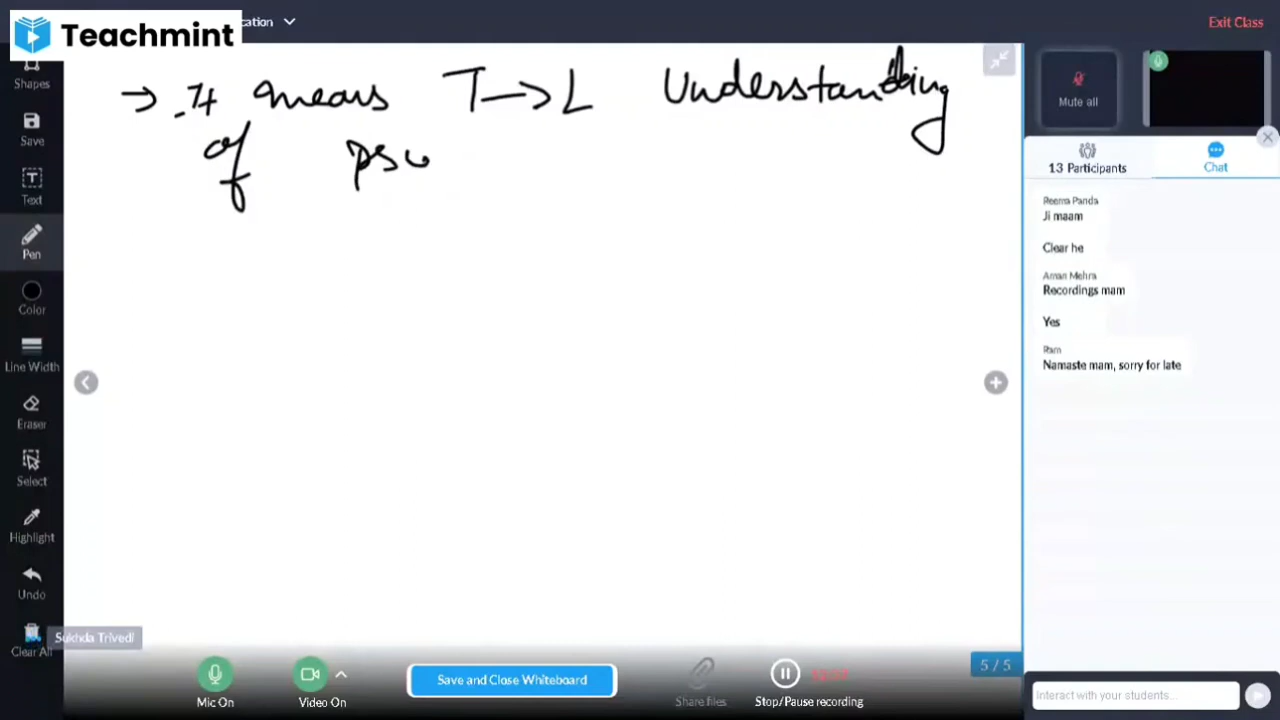 Teachmint
cation
Exit Class
Shapes
Save
Text
Pen
Color
Line Width
Eraser
Select
Highlight
Undo
Clear All
Sukhda Trivedi
→ It means T→L Understanding
of psy
Mute all
13 Participants
Chat
Reema Panda
Ji maam
Clear he
Aman Mehra
Recordings mam
Yes
Ram
Namaste mam, sorry for late
Mic On
Video On
Save and Close Whiteboard
Share files
Stop/Pause recording
5 / 5
Interact with your students...